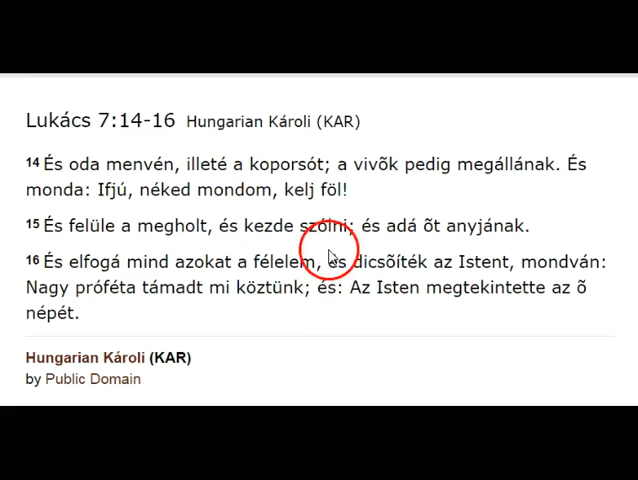 Lukács 7:14-16 Hungarian Károli (KAR)
14 És oda menvén, illeté a koporsót; a vivõk pedig megállának. És
monda: Ifjú, néked mondom, kelj föl!
15 És felüle a megholt, és kezde szólni; és adá õt anyjának.
16 És elfogá mind azokat a félelem, és dicsõíték az Istent, mondván:
Nagy próféta támadt mi köztünk; és: Az Isten megtekintette az õ
népét.
Hungarian Károli (KAR)
by Public Domain